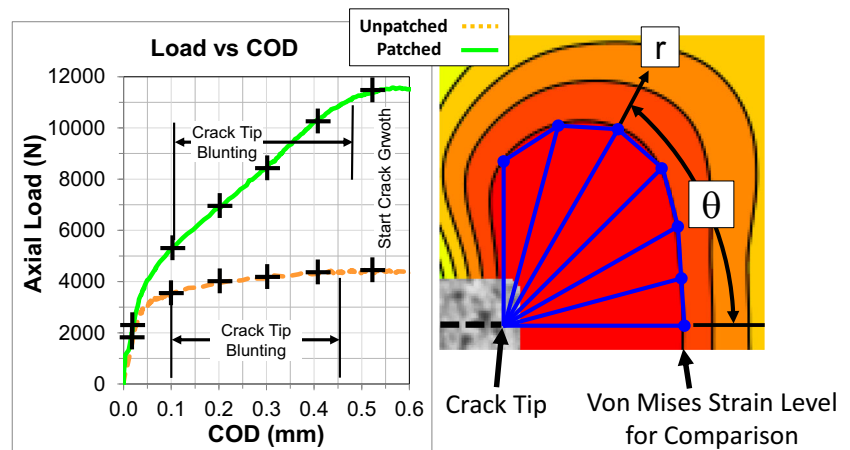 Unpatched
Patched
Load vs COD
12000
10000
8000
6000
4000
2000
0
Axial Load (N)
Crack Tip
Blunting
Start Crack Grwoth
Crack Tip
Blunting
0.0 0.1 0.2 0.3 0.4 0.5 0.6
COD (mm)
r
θ
Crack Tip
Von Mises Strain Level
for Comparison